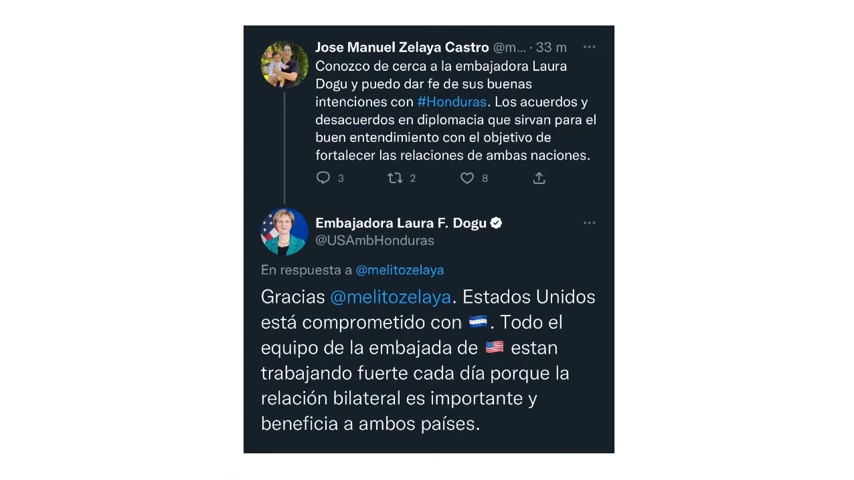 Jose Manuel Zelaya Castro @m... · 33 m
Conozco de cerca a la embajadora Laura
Dogu y puedo dar fe de sus buenas
intenciones con #Honduras. Los acuerdos y
desacuerdos en diplomacia que sirvan para el
buen entendimiento con el objetivo de
fortalecer las relaciones de ambas naciones.
3 2 8
Embajadora Laura F. Dogu
@USAmbHonduras
En respuesta a @melitozelaya
Gracias @melitozelaya. Estados Unidos
está comprometido con 🇭🇳. Todo el
equipo de la embajada de 🇺🇸 estan
trabajando fuerte cada día porque la
relación bilateral es importante y
beneficia a ambos países.